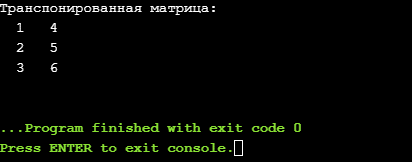 Транспонированная матрица:
1 4
2 5
3 6
...Program finished with exit code 0
Press ENTER to exit console.